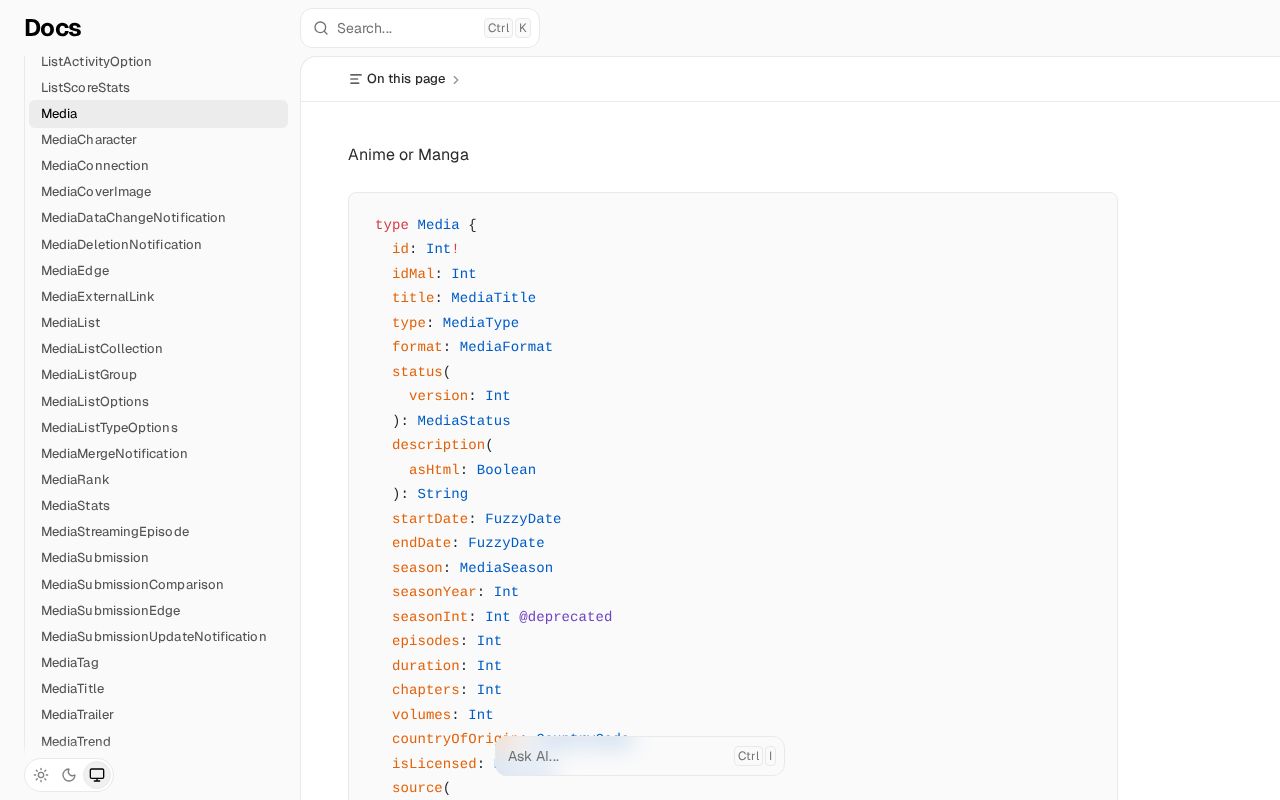 Docs
Search...
Ctrl K
ListActivityOption
ListScoreStats
Media
MediaCharacter
MediaConnection
MediaCoverImage
MediaDataChangeNotification
MediaDeletionNotification
MediaEdge
MediaExternalLink
MediaList
MediaListCollection
MediaListGroup
MediaListOptions
MediaListTypeOptions
MediaMergeNotification
MediaRank
MediaStats
MediaStreamingEpisode
MediaSubmission
MediaSubmissionComparison
MediaSubmissionEdge
MediaSubmissionUpdateNotification
MediaTag
MediaTitle
MediaTrailer
MediaTrend
On this page
Anime or Manga
type Media {
  id: Int!
  idMal: Int
  title: MediaTitle
  type: MediaType
  format: MediaFormat
  status(
    version: Int
  ): MediaStatus
  description(
    asHtml: Boolean
  ): String
  startDate: FuzzyDate
  endDate: FuzzyDate
  season: MediaSeason
  seasonYear: Int
  seasonInt: Int @deprecated
  episodes: Int
  duration: Int
  chapters: Int
  volumes: Int
  countryOfOrigin: CountryCode
  isLicensed:
  source(
Ask AI...
Ctrl I